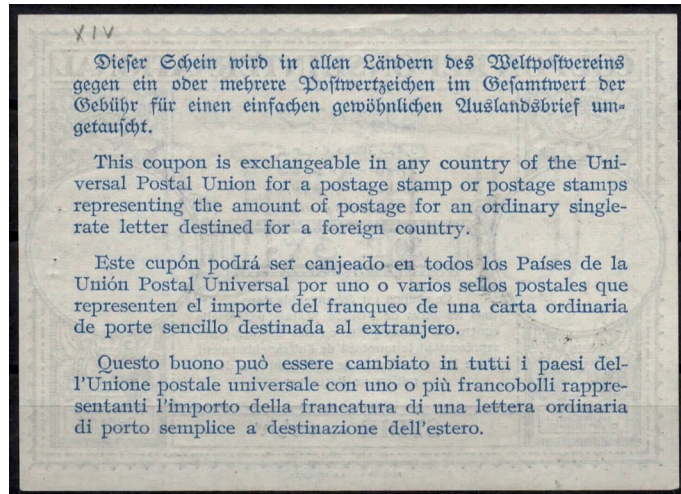 XIV
Dieser Schein wird in allen Ländern des Weltpostvereins
gegen ein oder mehrere Postwertzeichen im Gesamtwert der
Gebühr für einen einfachen gewöhnlichen Auslandsbrief um=
getauscht.
This coupon is exchangeable in any country of the Uni-
versal Postal Union for a postage stamp or postage stamps
representing the amount of postage for an ordinary single-
rate letter destined for a foreign country.
Este cupón podrá ser canjeado en todos los Países de la
Unión Postal Universal por uno o varios sellos postales que
representen el importe del franqueo de una carta ordinaria
de porte sencillo destinada al extranjero.
Questo buono può essere cambiato in tutti i paesi del-
l'Unione postale universale con uno o più francobolli rappre-
sentanti l'importo della francatura di una lettera ordinaria
di porto semplice a destinazione dell'estero.